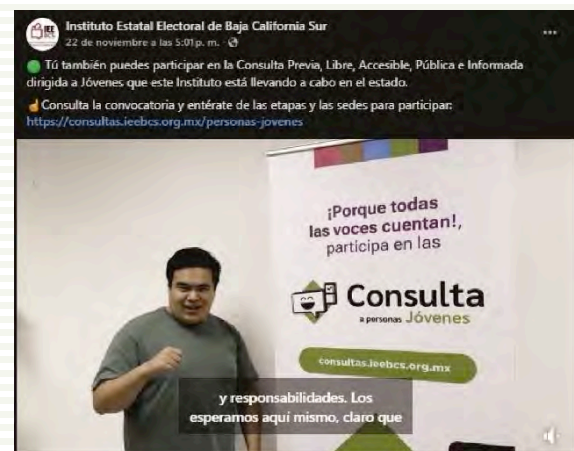 Instituto Estatal Electoral de Baja California Sur
22 de noviembre a las 5:01 p. m. ·
Tú también puedes participar en la Consulta Previa, Libre, Accesible, Pública e Informada
dirigida a Jóvenes que este Instituto está llevando a cabo en el estado.
Consulta la convocatoria y entérate de las etapas y las sedes para participar:
https://consultas.ieebcs.org.mx/personas-jovenes
¡Porque todas
las voces cuentan!,
participa en las
Consulta
a personas Jóvenes
consultas.ieebcs.org.mx
y responsabilidades. Los
esperamos aquí mismo, claro que